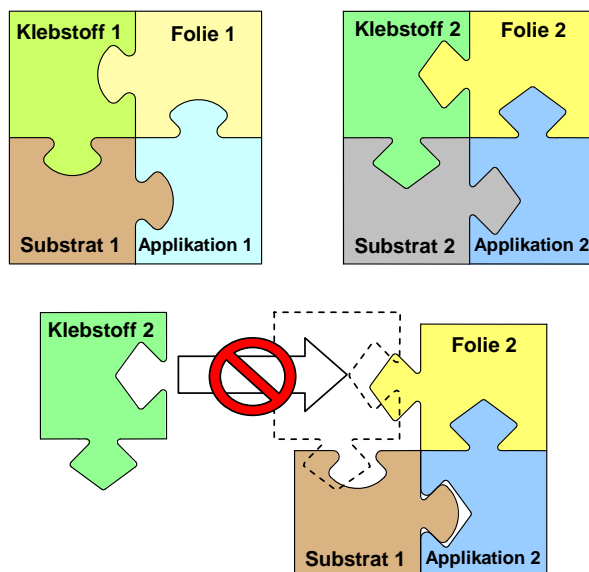 Klebstoff 1
Folie 1
Substrat 1
Applikation 1
Klebstoff 2
Folie 2
Substrat 2
Applikation 2
Klebstoff 2
Folie 2
Substrat 1
Applikation 2